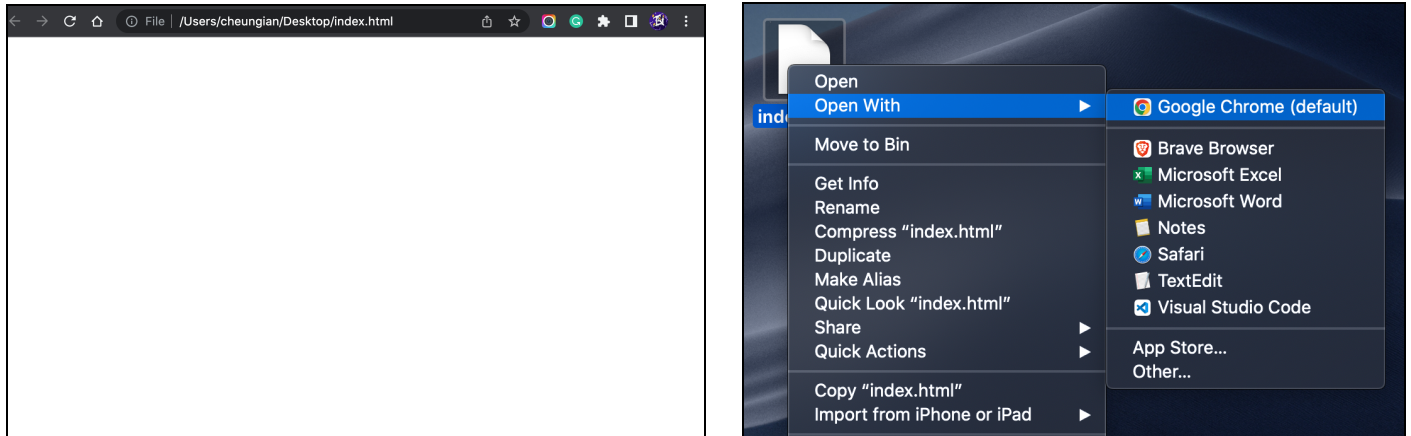 File | /Users/cheungian/Desktop/index.html
Open
Open With
Move to Bin
Get Info
Rename
Compress “index.html”
Duplicate
Make Alias
Quick Look “index.html”
Share
Quick Actions
Copy “index.html”
Import from iPhone or iPad
Google Chrome (default)
Brave Browser
Microsoft Excel
Microsoft Word
Notes
Safari
TextEdit
Visual Studio Code
App Store...
Other...